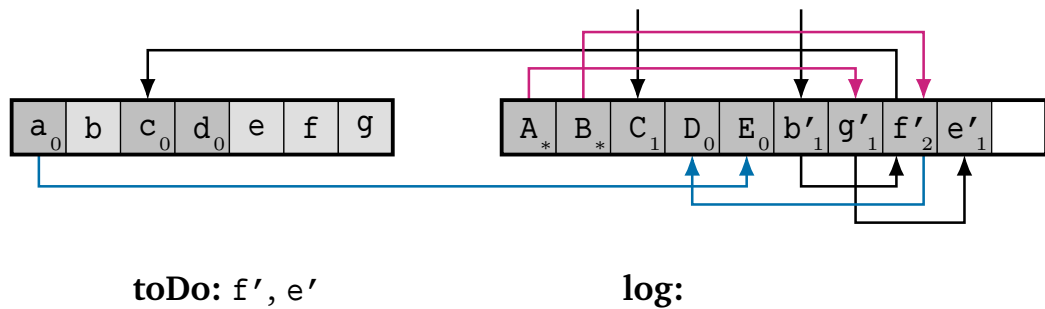 a₀ b c₀ d₀ e f g A* B* C₁ D₀ E₀ b′₁ g′₁ f′₂ e′₁
toDo: f′, e′ log: